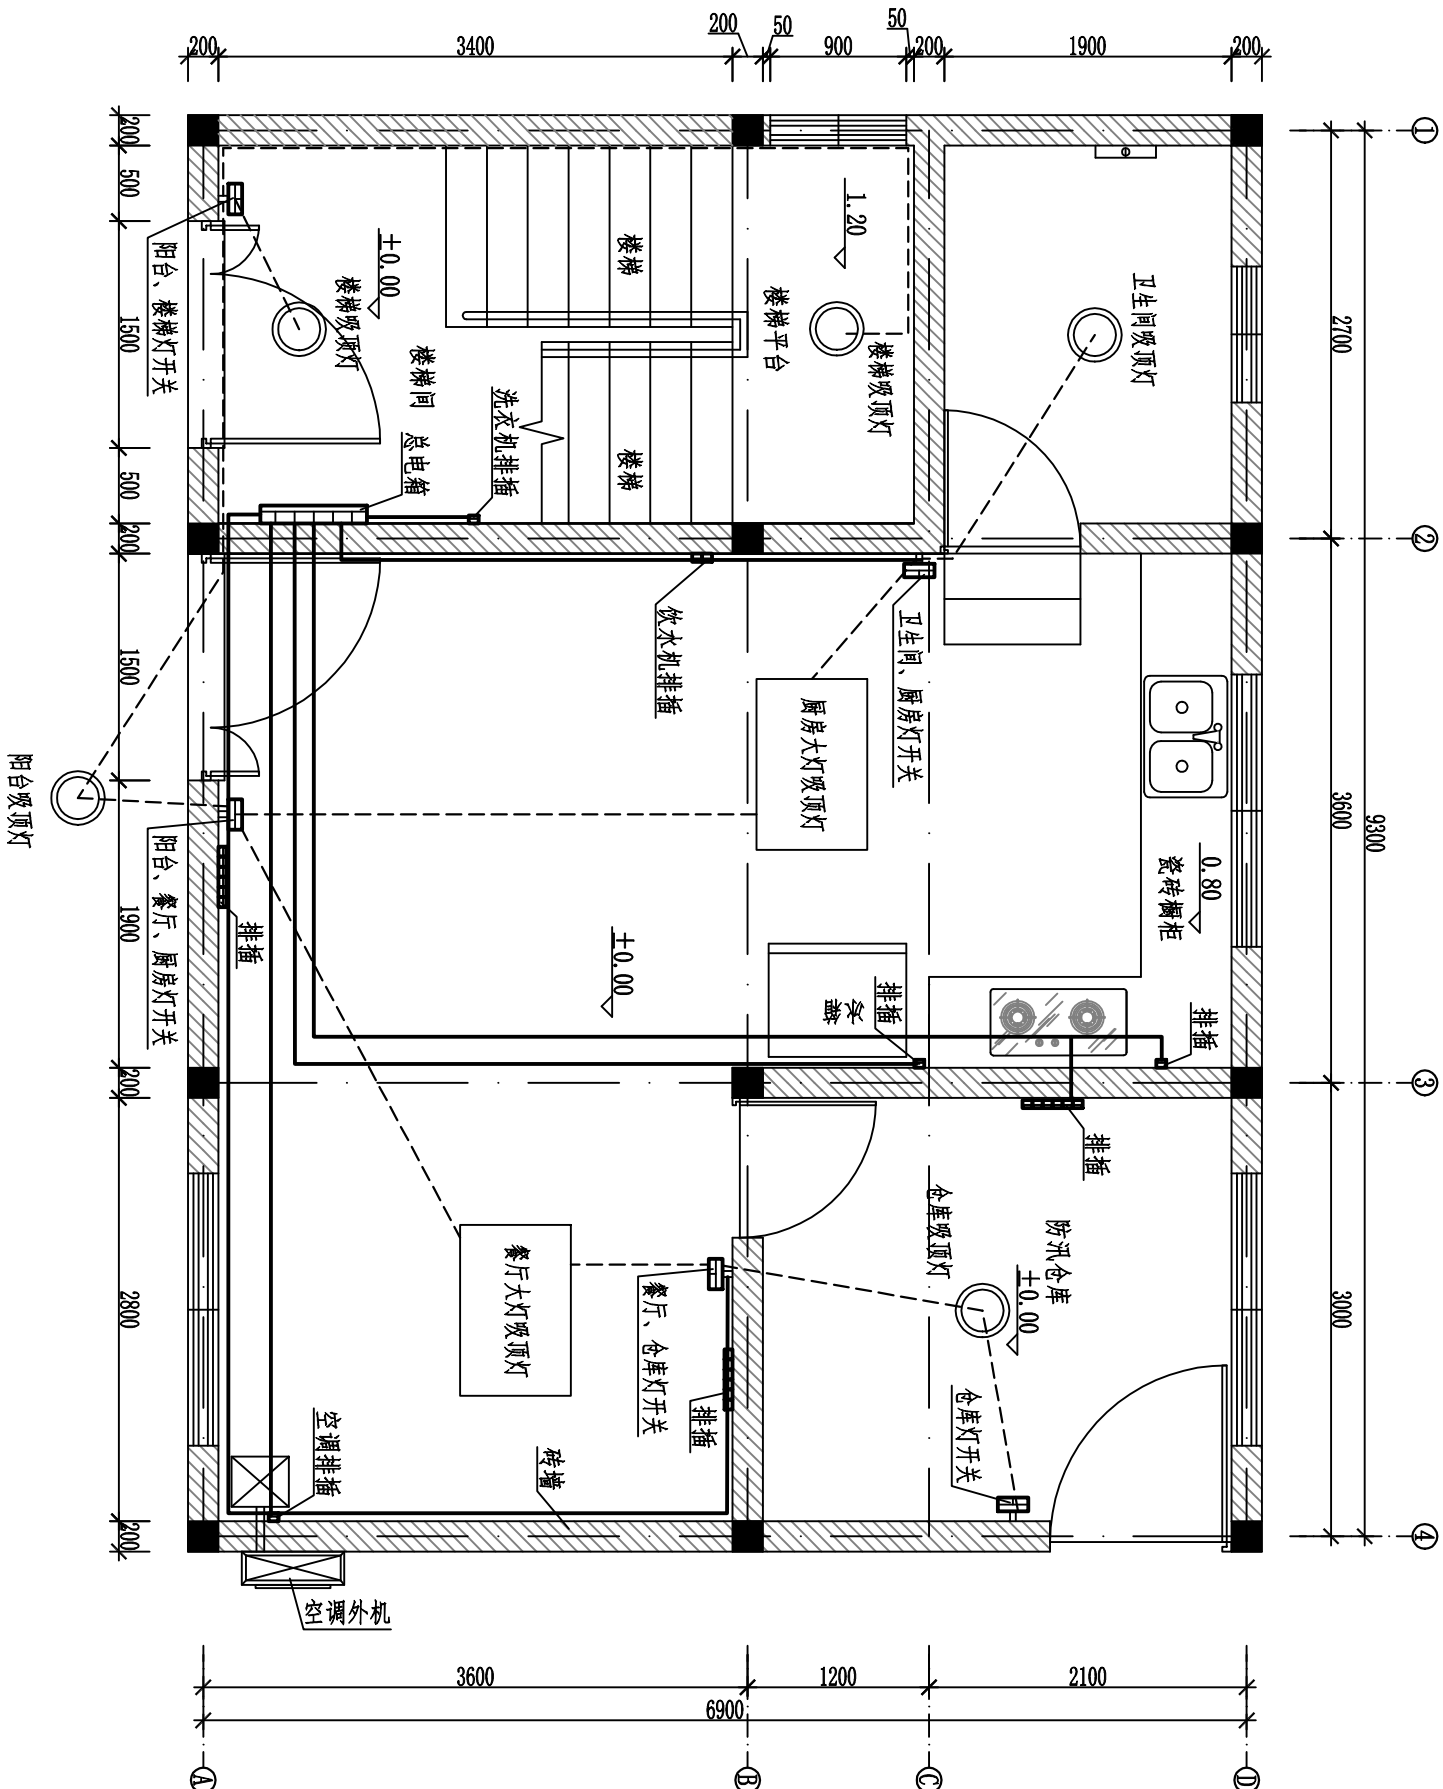 200
3400
200
50
900
50
200
1900
200
200
500
1500
500
200
1500
1900
200
2800
200
①
②
③
④
2700
3600
3000
9300
阳台、楼梯灯开关
±0.00
楼梯吸顶灯
楼梯间
总电箱
洗衣机排插
楼梯
楼梯
1.20
楼梯平台
楼梯吸顶灯
卫生间吸顶灯
饮水机排插
卫生间、厨房灯开关
厨房大灯吸顶灯
0.80
瓷砖橱柜
阳台吸顶灯
阳台、餐厅、厨房灯开关
排插
±0.00
冰箱
排插
排插
排插
仓库吸顶灯
防汛仓库
±0.00
餐厅大灯吸顶灯
餐厅、仓库灯开关
排插
仓库灯开关
空调排插
砖墙
空调外机
3600
1200
2100
6900
A
B
C
D